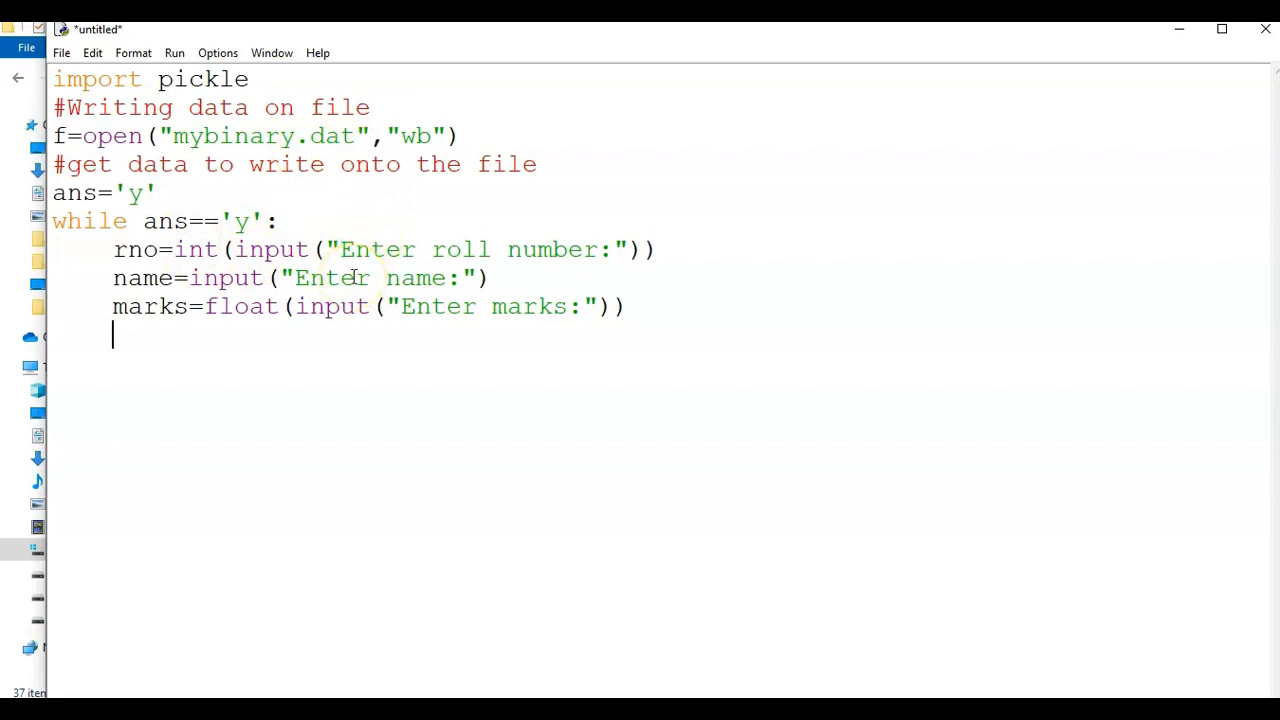 *untitled*
File
File Edit Format Run Options Window Help
import pickle
#Writing data on file
f=open("mybinary.dat","wb")
#get data to write onto the file
ans='y'
while ans=='y':
rno=int(input("Enter roll number:"))
name=input("Enter name:")
marks=float(input("Enter marks:"))
37 iten